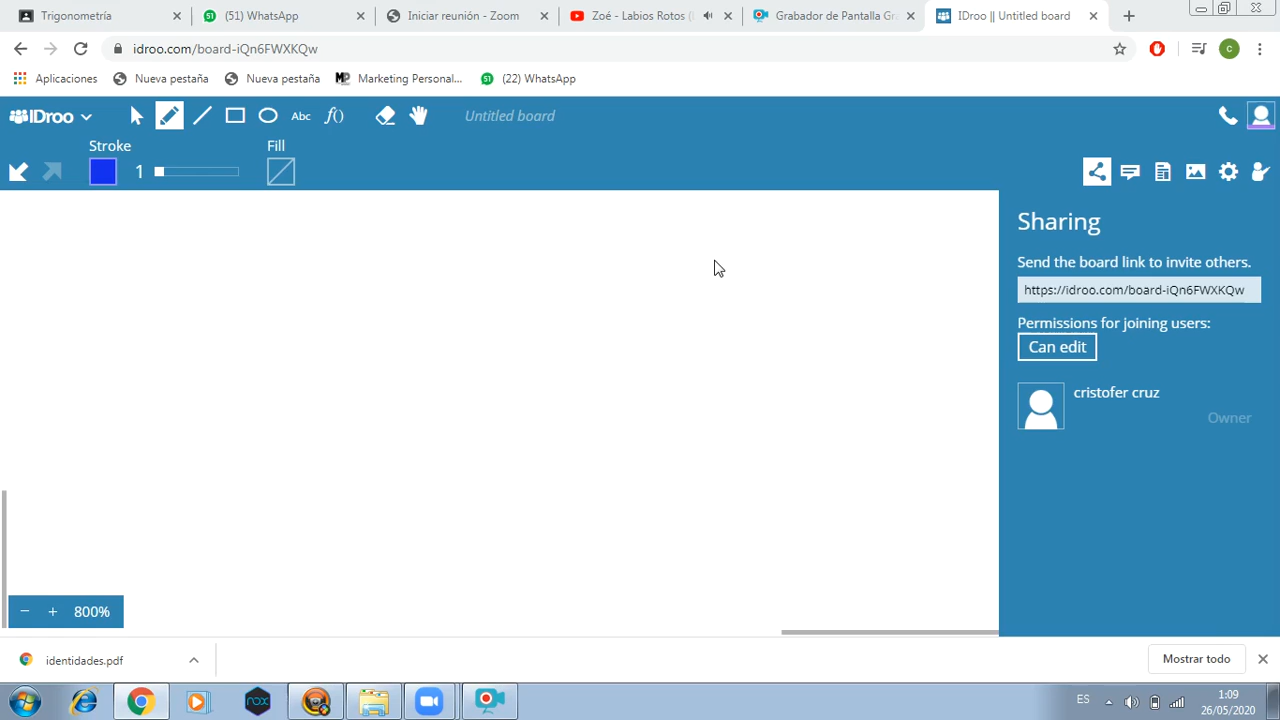 Trigonometría
(51) WhatsApp
Iniciar reunión - Zoom
Zoé - Labios Rotos (
Grabador de Pantalla Gra
IDroo || Untitled board
idroo.com/board-iQn6FWXKQw
c
Aplicaciones
Nueva pestaña
Nueva pestaña
Marketing Personal...
(22) WhatsApp
IDroo
Abc
f()
Untitled board
Stroke
1
Fill
Sharing
Send the board link to invite others.
https://idroo.com/board-iQn6FWXKQw
Permissions for joining users:
Can edit
cristofer cruz
Owner
− + 800%
identidades.pdf
Mostrar todo
nox
ES
1:09
26/05/2020